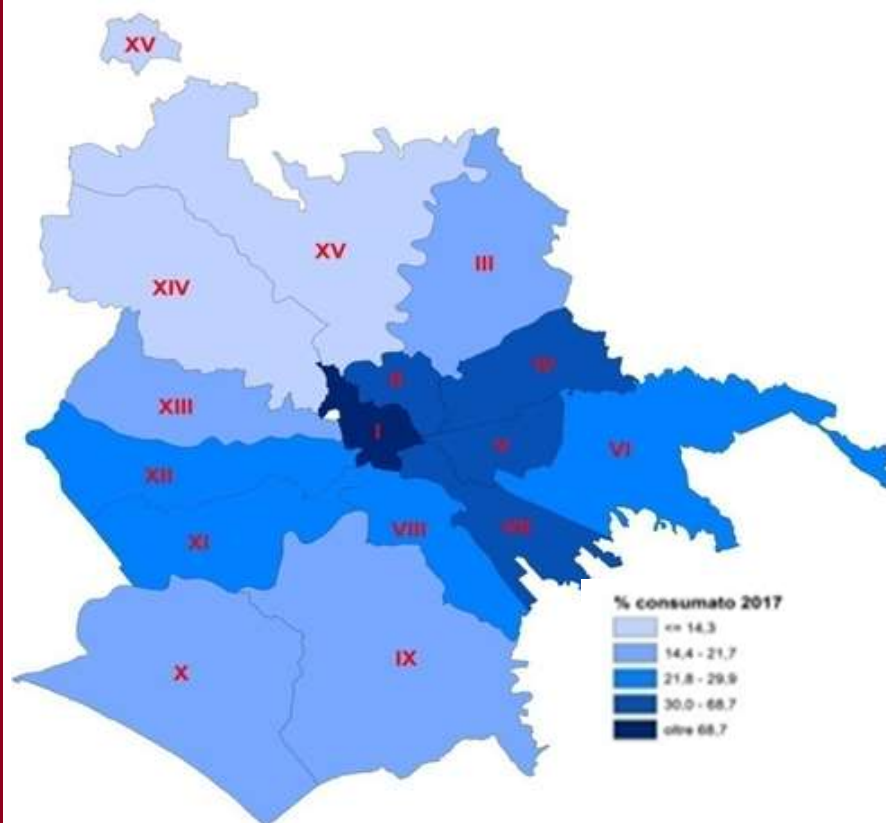 XV
XV
III
XIV
II
IV
XIII
I
V
VI
XII
VII
XI
VIII
IX
X
% consumato 2017
<= 14,3
14,4 - 21,7
21,8 - 29,9
30,0 - 68,7
oltre 68,7